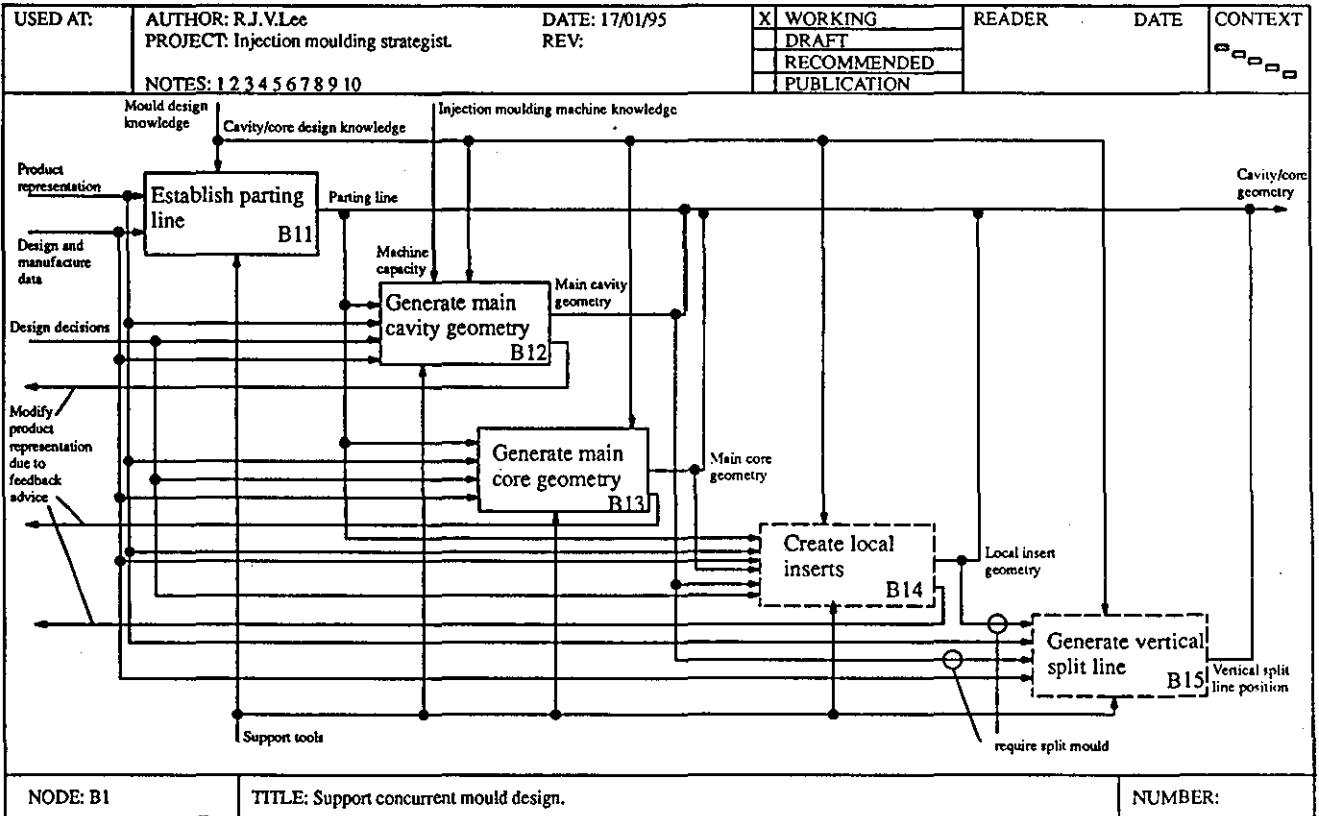 USED AT:
AUTHOR: R.J.V.Lee
DATE: 17/01/95
PROJECT: Injection moulding strategist.
REV:
NOTES: 1 2 3 4 5 6 7 8 9 10
X WORKING
DRAFT
RECOMMENDED
PUBLICATION
READER
DATE
CONTEXT
Mould design
knowledge
Cavity/core design knowledge
Injection moulding machine knowledge
Product
representation
Establish parting
line
B11
Parting line
Cavity/core
geometry
Design and
manufacture
data
Machine
capacity
Generate main
cavity geometry
B12
Main cavity
geometry
Design decisions
Modify
product
representation
due to
feedback
advice
Generate main
core geometry
B13
Main core
geometry
Create local
inserts
B14
Local insert
geometry
Generate vertical
split line
B15
Vertical split
line position
Support tools
require split mould
NODE: B1
TITLE: Support concurrent mould design.
NUMBER: